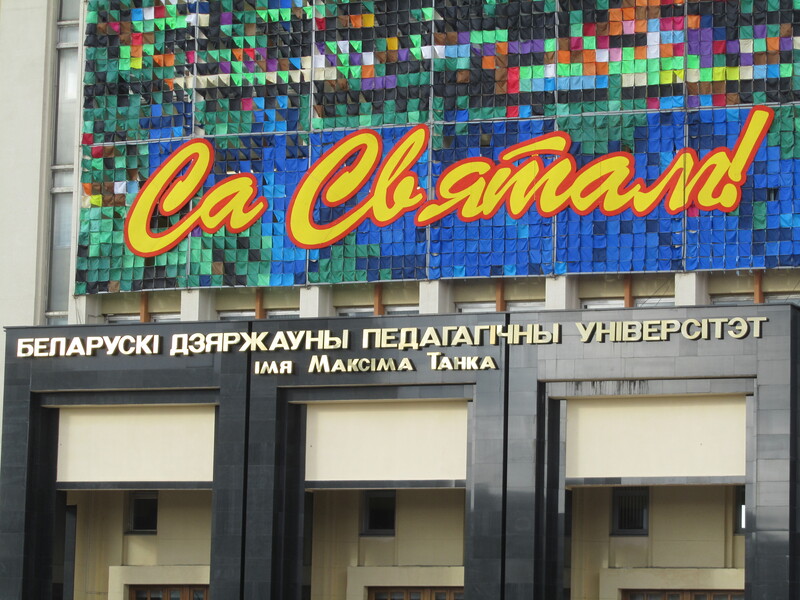 Са Святам!
БЕЛАРУСКІ ДЗЯРЖАЎНЫ ПЕДАГАГІЧНЫ УНІВЕРСІТЭТ
ІМЯ МАКСІМА ТАНКА